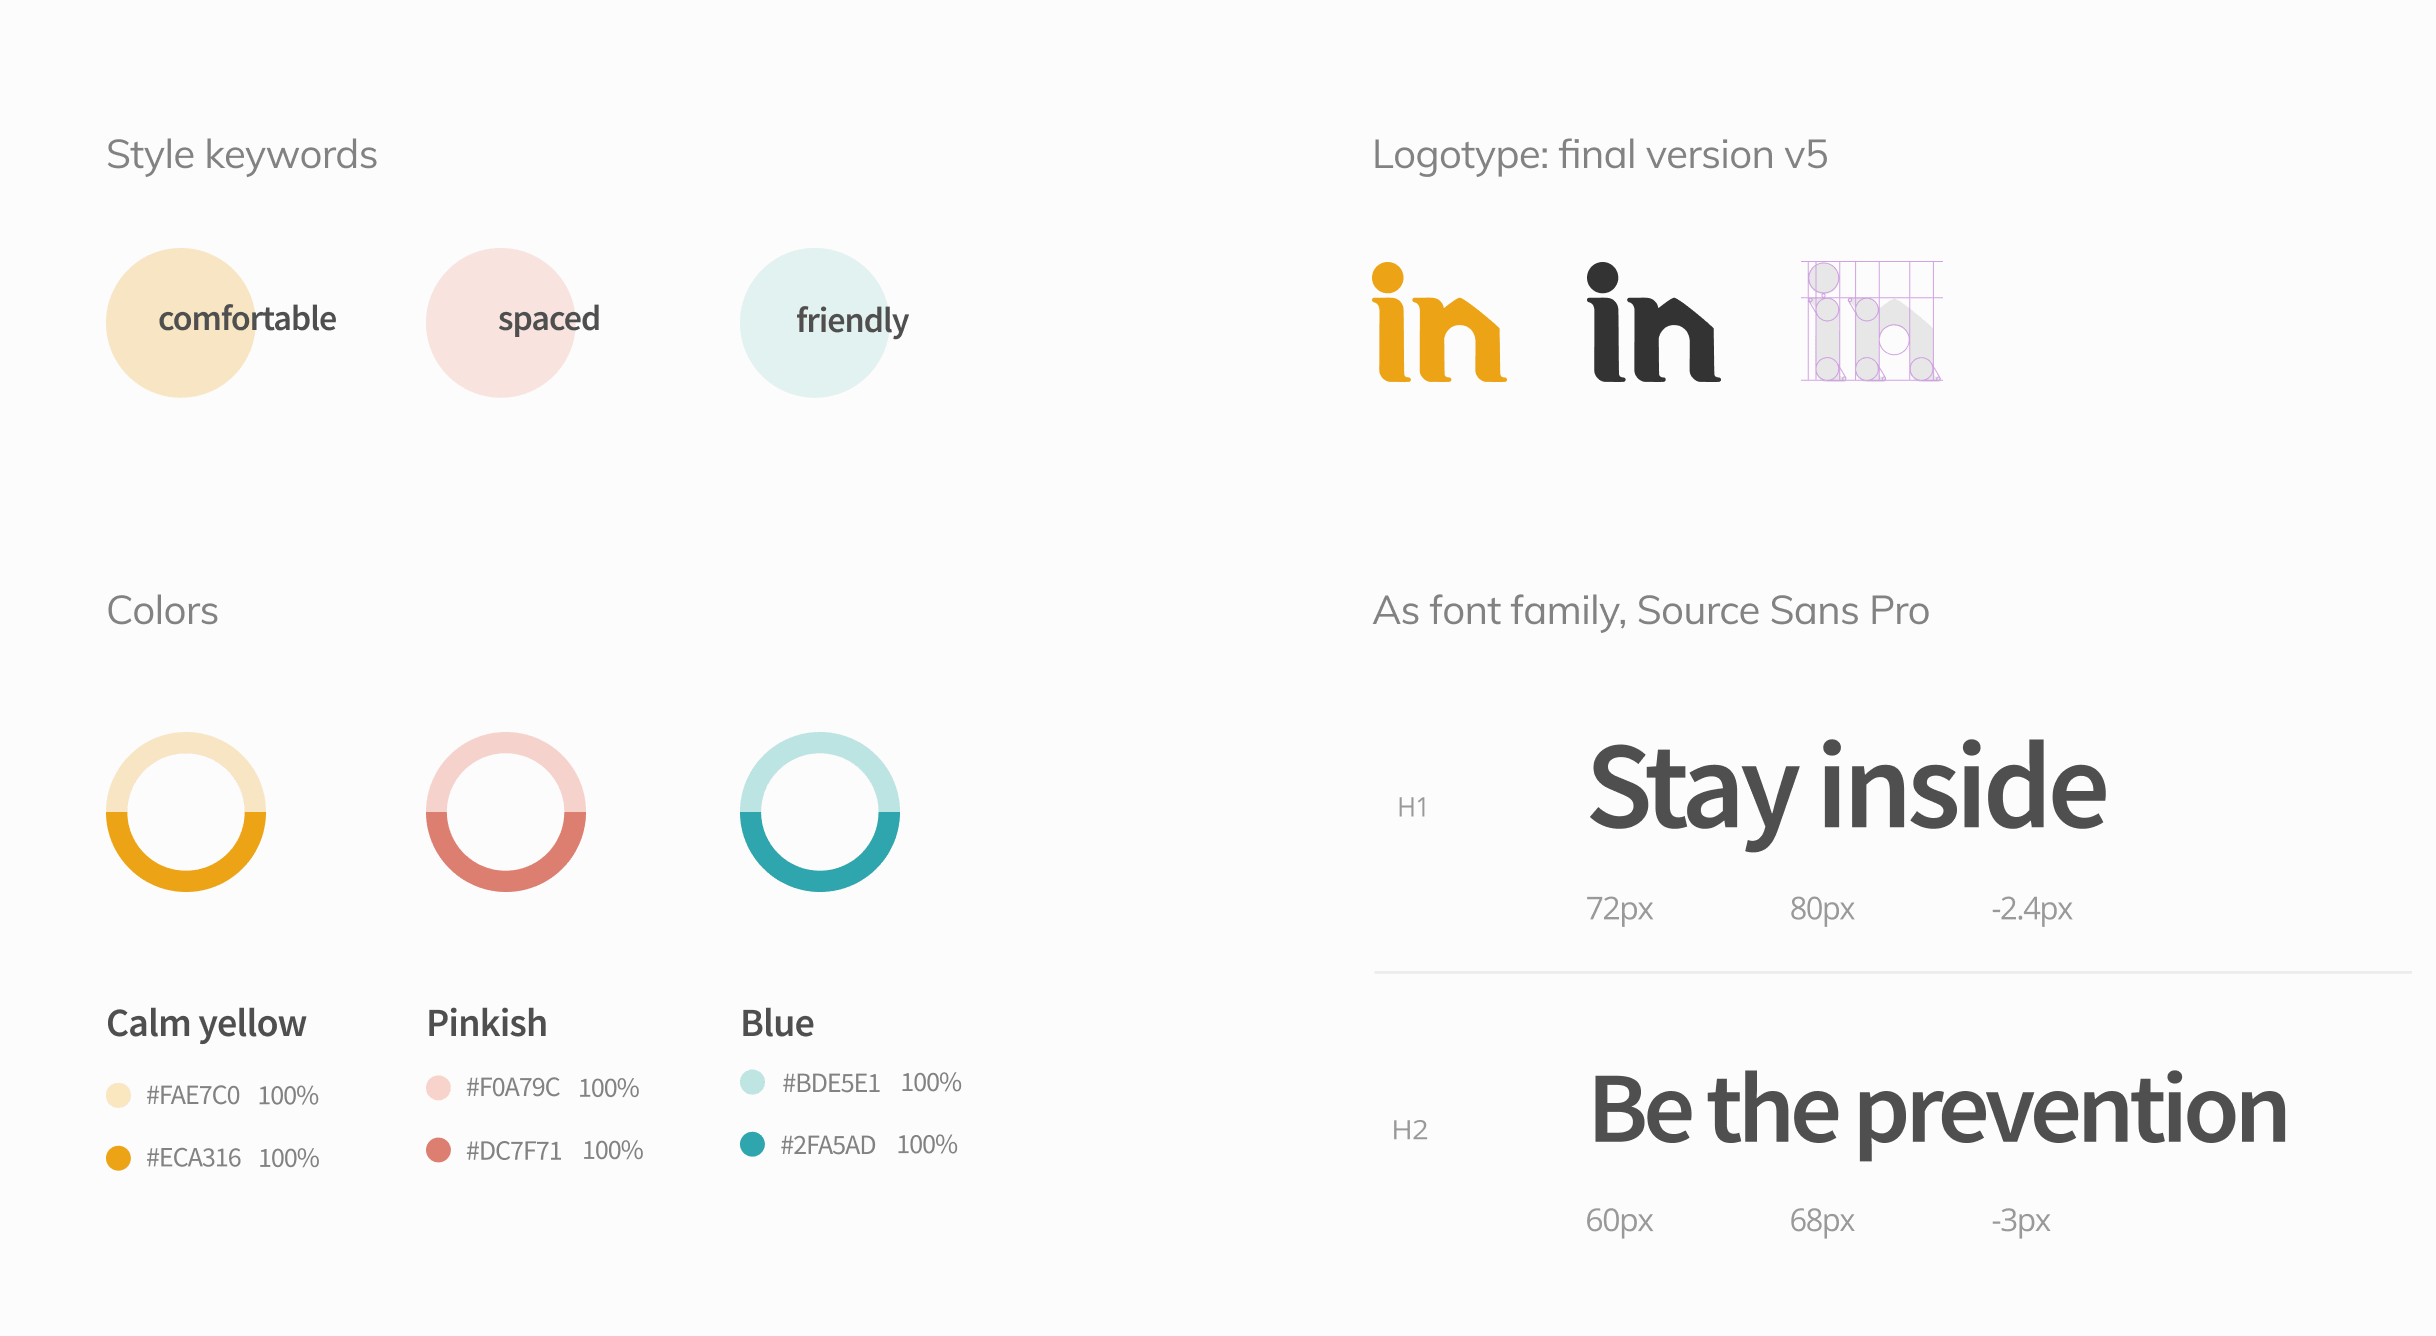 Style keywords
comfortable
spaced
friendly
Logotype: final version v5
in
in
in
Colors
Calm yellow
#FAE7C0 100%
#ECA316 100%
Pinkish
#F0A79C 100%
#DC7F71 100%
Blue
#BDE5E1 100%
#2FA5AD 100%
As font family, Source Sans Pro
H1
Stay inside
72px 80px -2.4px
H2
Be the prevention
60px 68px -3px